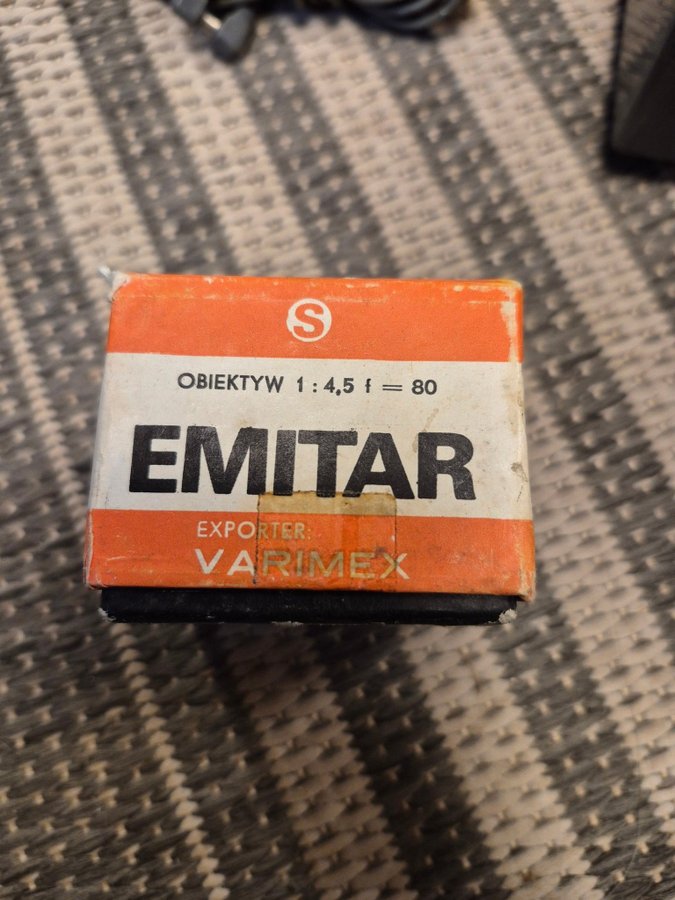 S
OBIEKTYW 1 : 4,5 f = 80
EMITAR
EXPORTER:
VARIMEX